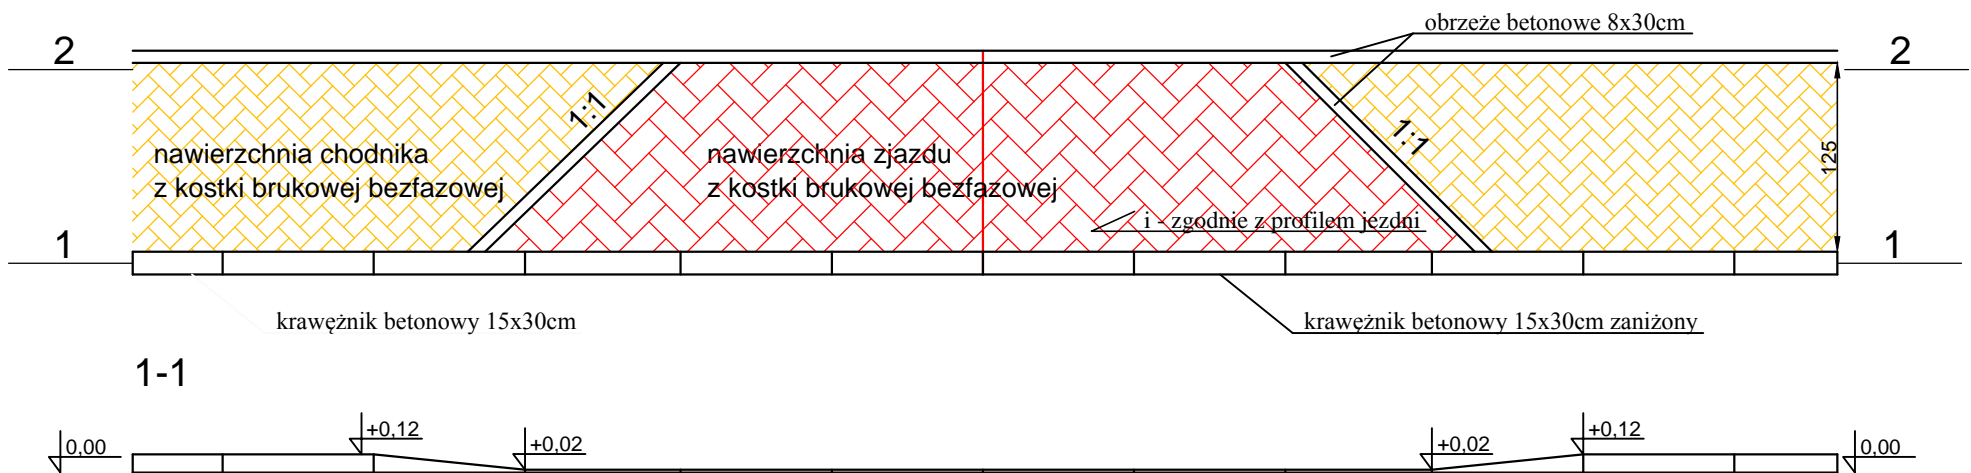 obrzeże betonowe 8x30cm
2
2
1:1
1:1
nawierzchnia chodnika
z kostki brukowej bezfazowej
nawierzchnia zjazdu
z kostki brukowej bezfazowej
125
i - zgodnie z profilem jezdni
1
1
krawężnik betonowy 15x30cm
krawężnik betonowy 15x30cm zaniżony
1-1
0,00
+0,12
+0,02
+0,02
+0,12
0,00